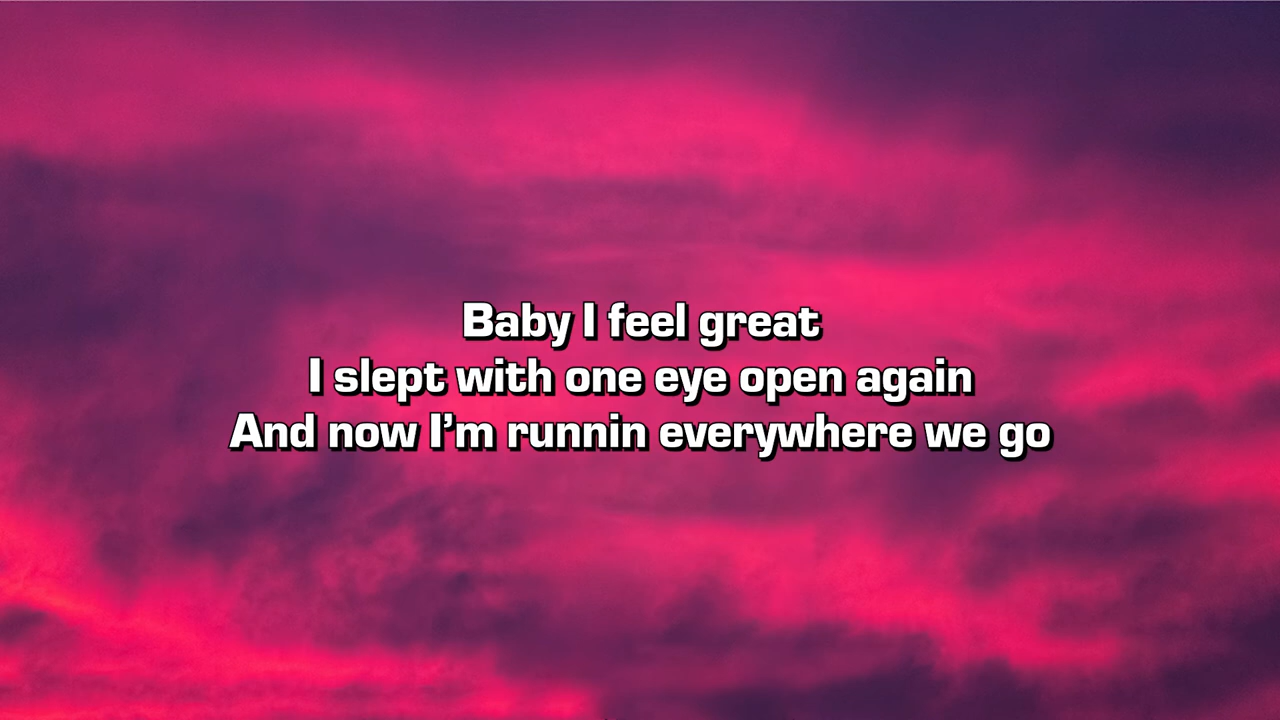 Baby I feel great
I slept with one eye open again
And now I’m runnin everywhere we go